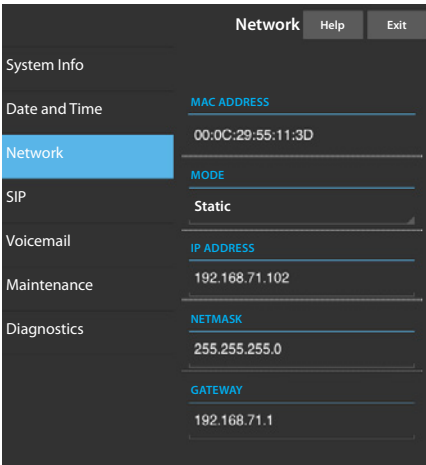 Network Help Exit
System Info
Date and Time
Network
SIP
Voicemail
Maintenance
Diagnostics
MAC ADDRESS
00:0C:29:55:11:3D
MODE
Static
IP ADDRESS
192.168.71.102
NETMASK
255.255.255.0
GATEWAY
192.168.71.1